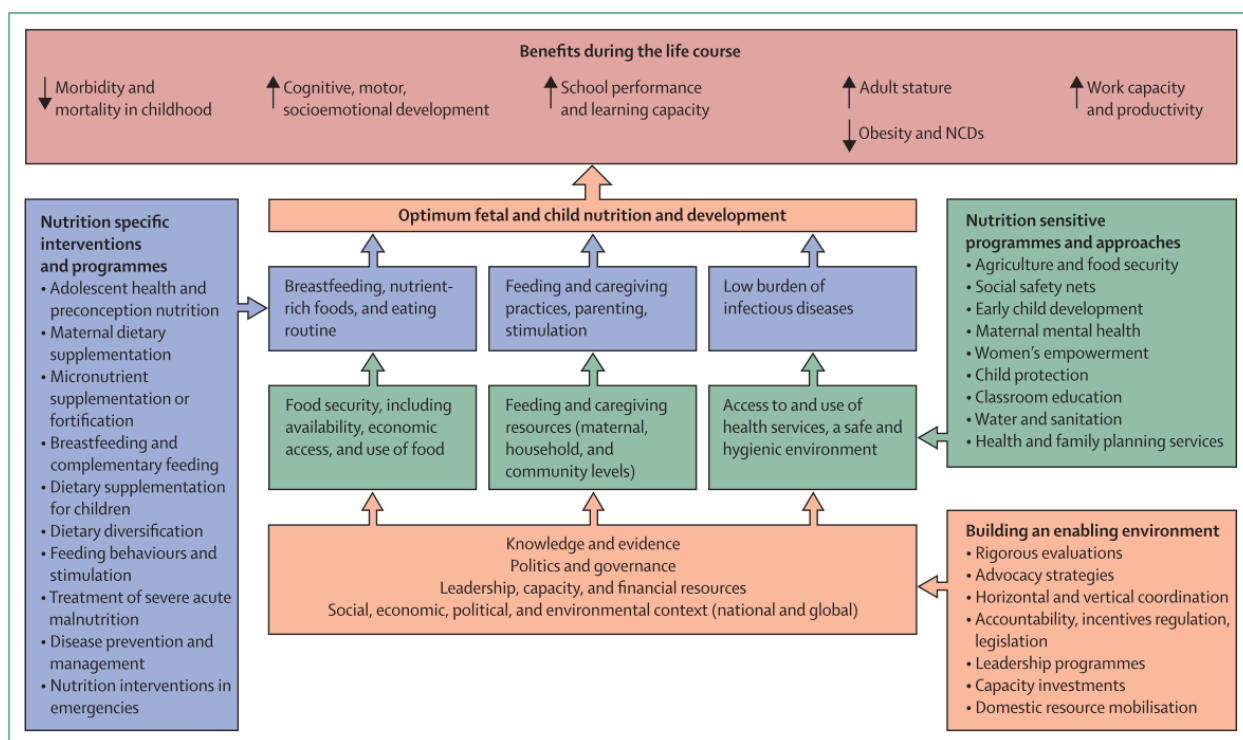 Benefits during the life course
Morbidity and
mortality in childhood
Cognitive, motor,
socioemotional development
School performance
and learning capacity
Adult stature
Obesity and NCDs
Work capacity
and productivity
Nutrition specific
interventions
and programmes
• Adolescent health and
preconception nutrition
• Maternal dietary
supplementation
• Micronutrient
supplementation or
fortification
• Breastfeeding and
complementary feeding
• Dietary supplementation
for children
• Dietary diversification
• Feeding behaviours and
stimulation
• Treatment of severe acute
malnutrition
• Disease prevention and
management
• Nutrition interventions in
emergencies
Optimum fetal and child nutrition and development
Breastfeeding, nutrient-
rich foods, and eating
routine
Feeding and caregiving
practices, parenting,
stimulation
Low burden of
infectious diseases
Food security, including
availability, economic
access, and use of food
Feeding and caregiving
resources (maternal,
household, and
community levels)
Access to and use of
health services, a safe and
hygienic environment
Knowledge and evidence
Politics and governance
Leadership, capacity, and financial resources
Social, economic, political, and environmental context (national and global)
Nutrition sensitive
programmes and approaches
• Agriculture and food security
• Social safety nets
• Early child development
• Maternal mental health
• Women's empowerment
• Child protection
• Classroom education
• Water and sanitation
• Health and family planning services
Building an enabling environment
• Rigorous evaluations
• Advocacy strategies
• Horizontal and vertical coordination
• Accountability, incentives regulation,
legislation
• Leadership programmes
• Capacity investments
• Domestic resource mobilisation